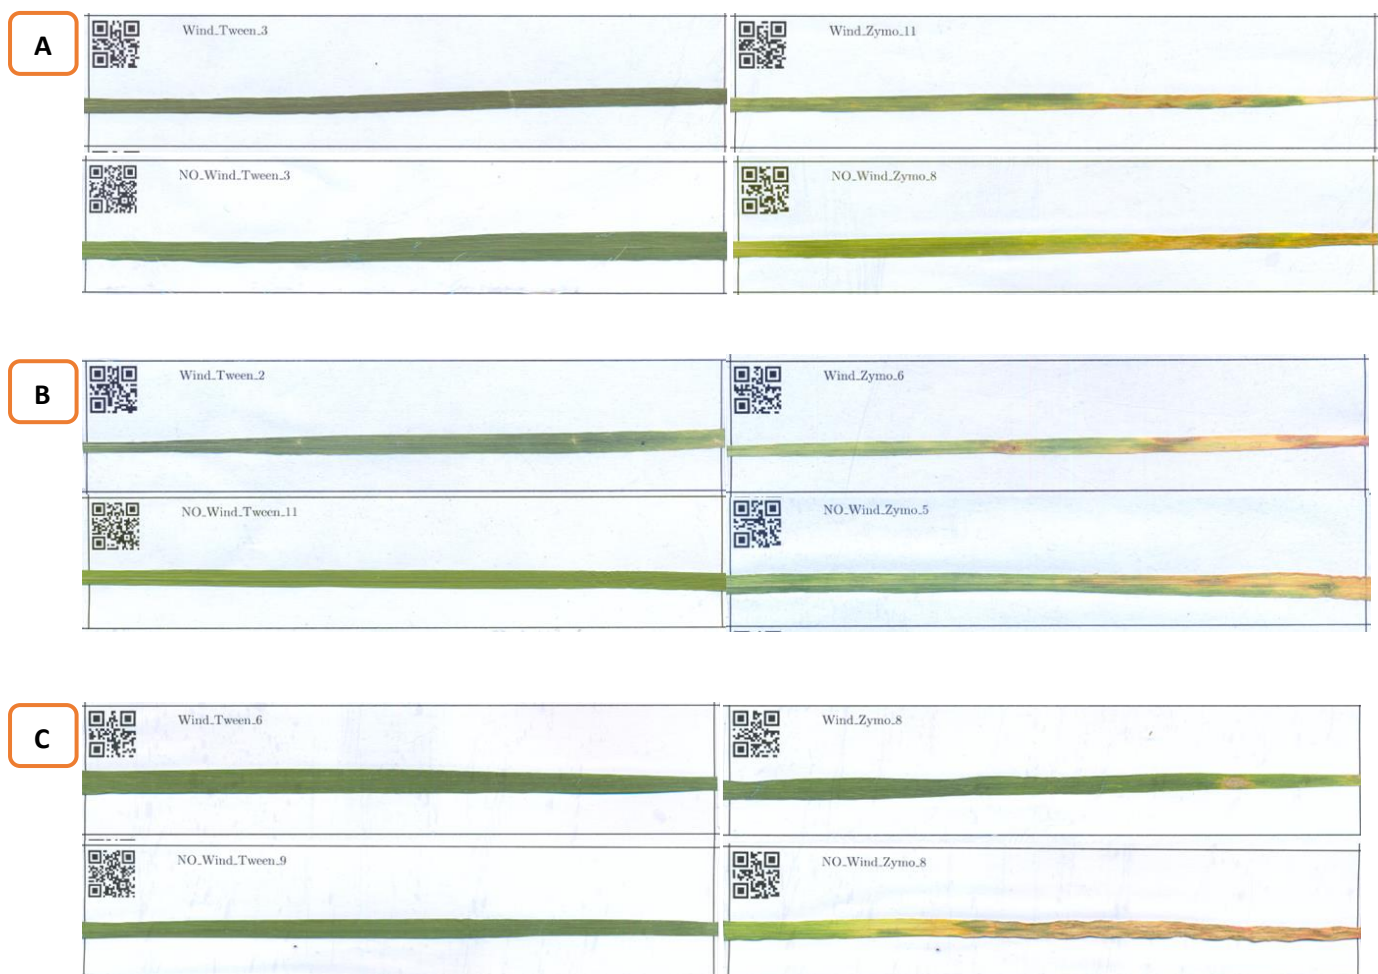 A
Wind_Tween_3
Wind_Zymo_11
NO_Wind_Tween_3
NO_Wind_Zymo_8
B
Wind_Tween_2
Wind_Zymo_6
NO_Wind_Tween_11
NO_Wind_Zymo_5
C
Wind_Tween_6
Wind_Zymo_8
NO_Wind_Tween_9
NO_Wind_Zymo_8